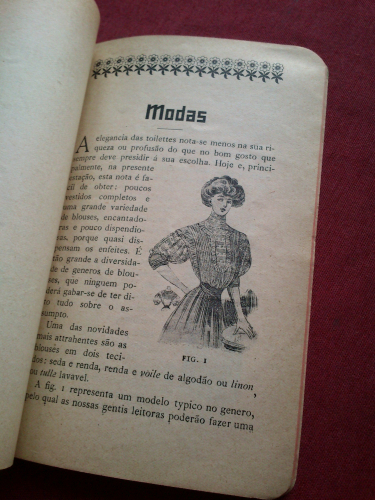 Modas
A elegancia das toilettes nota-se menos na sua ri-
queza ou profusão do que no bom gosto que
sempre deve presidir á sua escolha. Hoje e, princi-
palmente, na presente
estação, esta nota é fa-
cil de obter: poucos
vestidos completos e
uma grande variedade
de blouses, encantado-
ras e pouco dispendio-
sas, porque quasi dis-
pensam os enfeites. É
tão grande a diversida-
de de generos de blou-
ses, que ninguem po-
derá gabar-se de ter di-
to tudo sobre o as-
sumpto.
Uma das novidades
mais attrahentes são as
blouses em dois teci-
dos: seda e renda, renda e voile de algodão ou linon,
ou tulle lavavel.
A fig. 1 representa um modelo typico no genero,
pelo qual as nossas gentis leitoras poderão fazer uma
FIG. 1